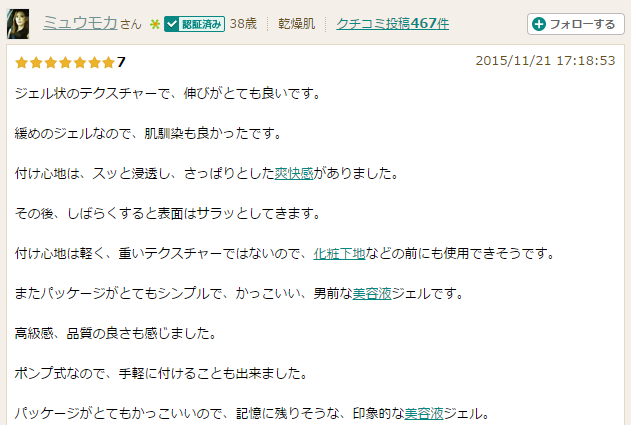 ミュウモカさん 認証済み 38歳 乾燥肌 クチコミ投稿467件 フォローする
7 2015/11/21 17:18:53
ジェル状のテクスチャーで、伸びがとても良いです。
緩めのジェルなので、肌馴染も良かったです。
付け心地は、スッと浸透し、さっぱりとした爽快感がありました。
その後、しばらくすると表面はサラッとしてきます。
付け心地は軽く、重いテクスチャーではないので、化粧下地などの前にも使用できそうです。
またパッケージがとてもシンプルで、かっこいい、男前な美容液ジェルです。
高級感、品質の良さも感じました。
ポンプ式なので、手軽に付けることも出来ました。
パッケージがとてもかっこいいので、記憶に残りそうな、印象的な美容液ジェル。